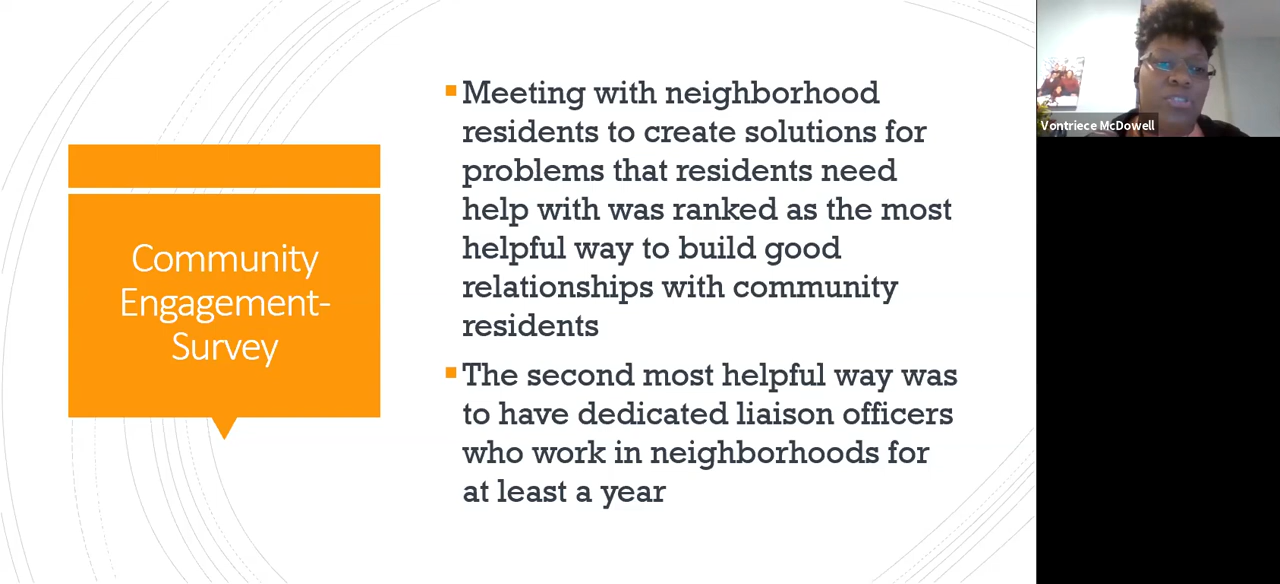 Community
Engagement-
Survey
Meeting with neighborhood
residents to create solutions for
problems that residents need
help with was ranked as the most
helpful way to build good
relationships with community
residents
The second most helpful way was
to have dedicated liaison officers
who work in neighborhoods for
at least a year
Vontriece McDowell